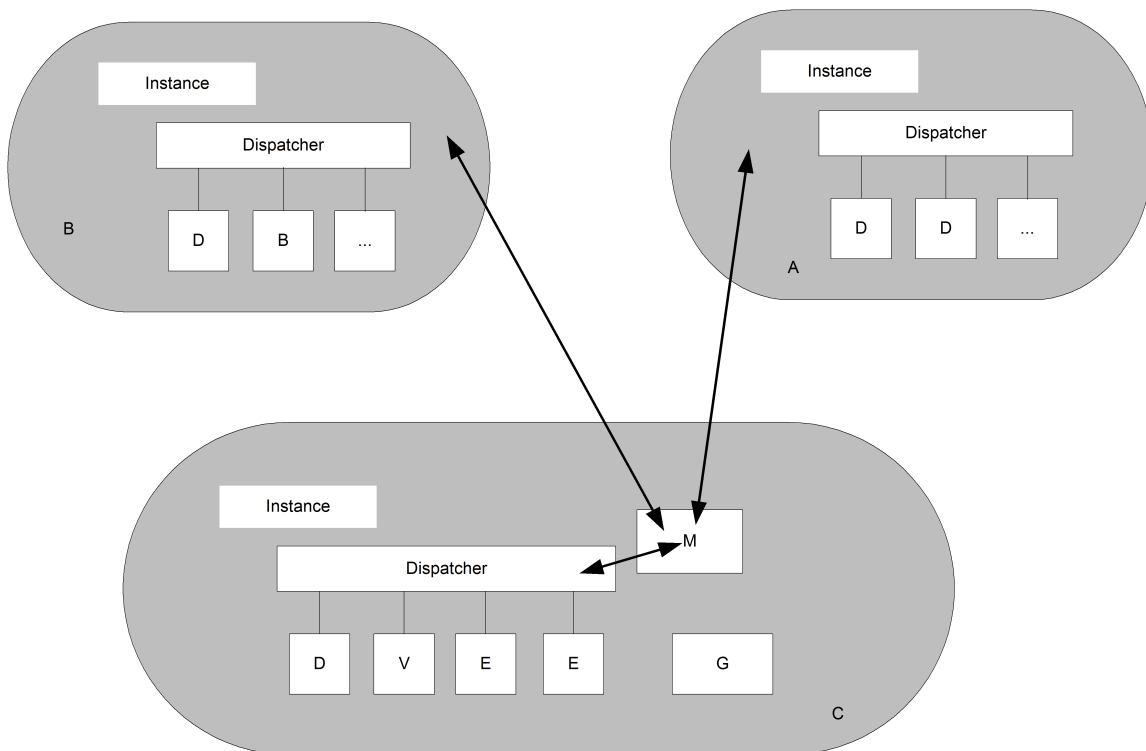 Instance
Dispatcher
D
B
...
B
Instance
Dispatcher
D
D
...
A
Instance
M
Dispatcher
D
V
E
E
G
C